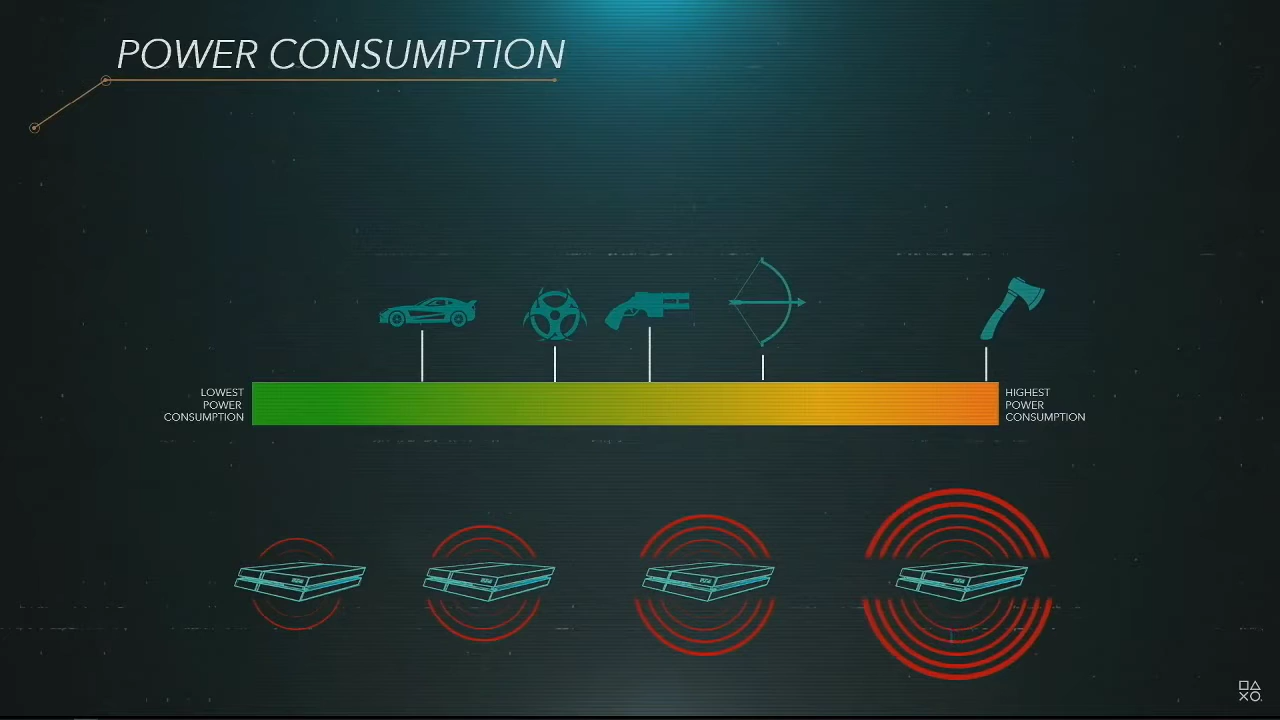 POWER CONSUMPTION
LOWEST
POWER
CONSUMPTION
HIGHEST
POWER
CONSUMPTION